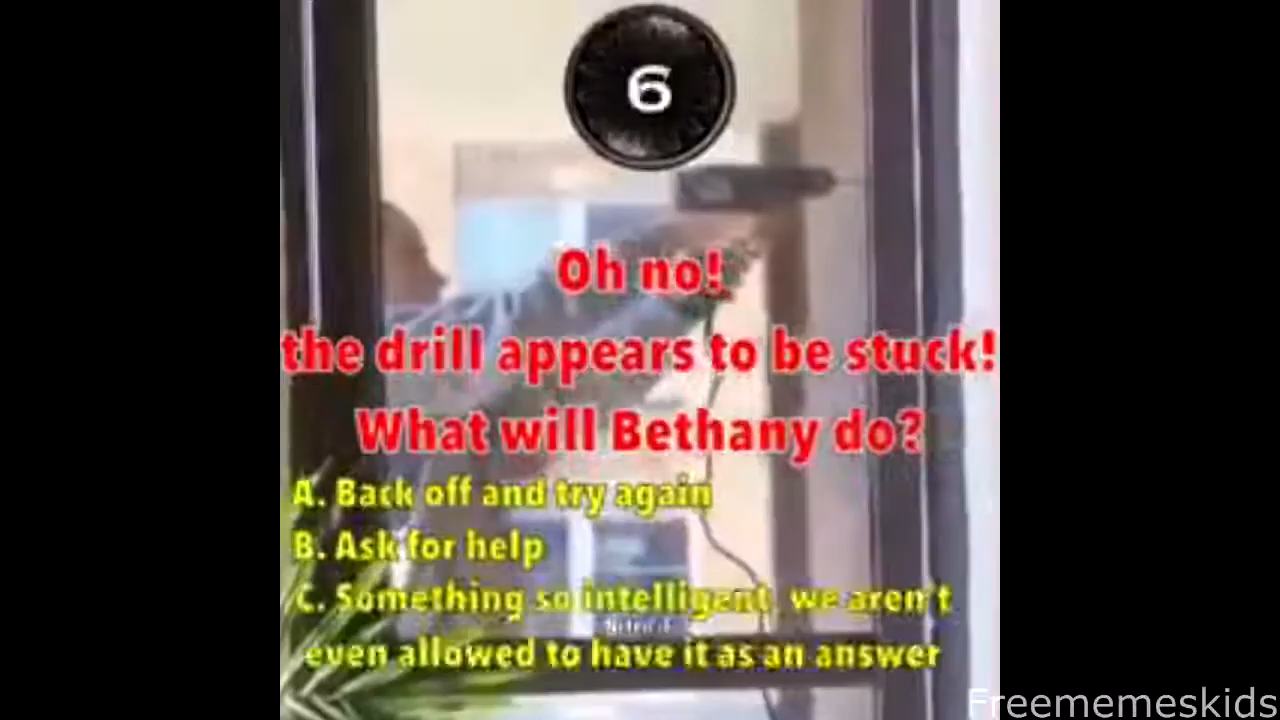 6
Oh no!
the drill appears to be stuck!
What will Bethany do?
A. Back off and try again
B. Ask for help
C. Something so intelligent, we aren't
even allowed to have it as an answer
Freememeskids